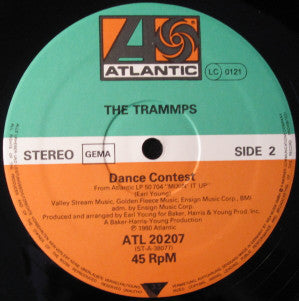 ATLANTIC
LC 0121
THE TRAMMPS
STEREO GEMA SIDE 2
Dance Contest
From Atlantic LP 50 704 "MIXIN' IT UP"
(Earl Young)
Valley Stream Music, Golden Fleece Music, Ensign Music Corp., BMI
adm. by Ensign Music Corp.
Produced and arranged by Earl Young for Baker, Harris & Young Prod. Inc.
A Baker-Harris-Young Production
℗ 1980 Atlantic
ATL 20207
(ST-A-38077)
45 RpM